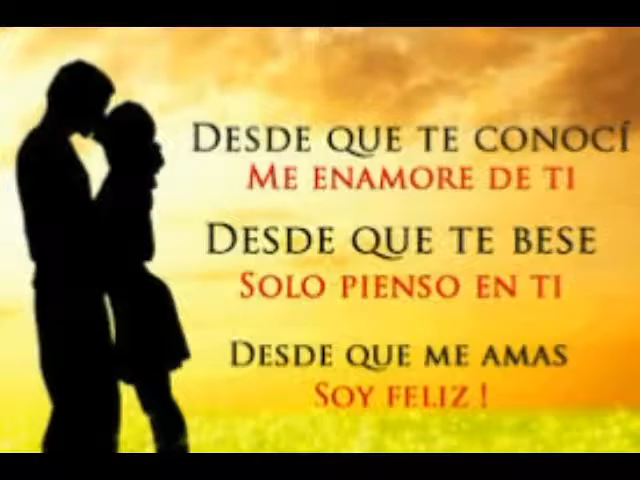 DESDE QUE TE CONOCÍ
ME ENAMORE DE TI
DESDE QUE TE BESE
SOLO PIENSO EN TI
DESDE QUE ME AMAS
SOY FELIZ !